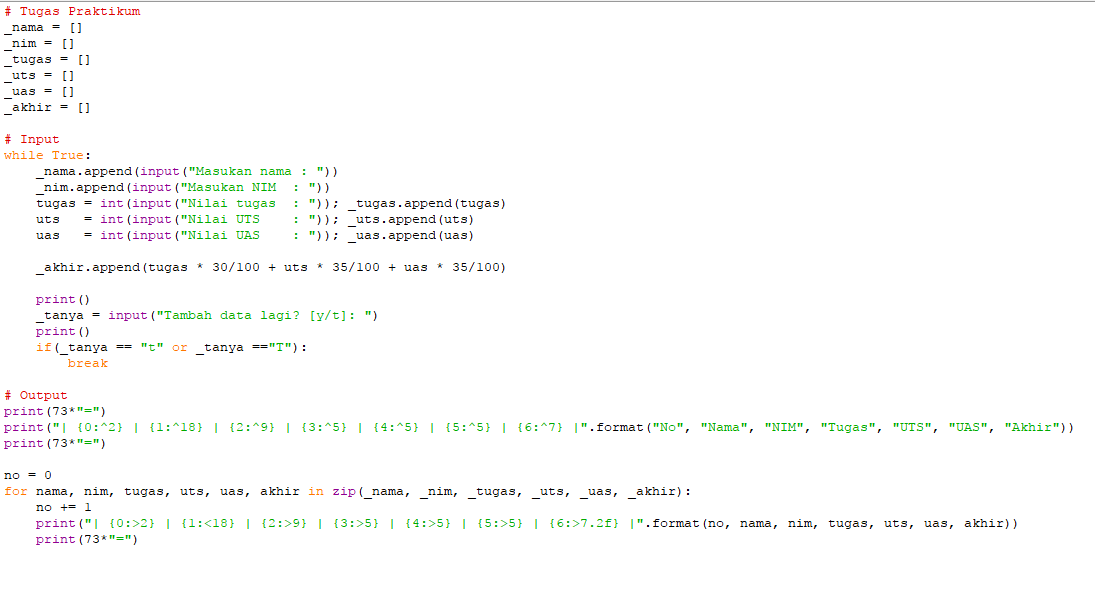 # Tugas Praktikum
_nama = []
_nim = []
_tugas = []
_uts = []
_uas = []
_akhir = []
# Input
while True:
    _nama.append(input("Masukan nama : "))
    _nim.append(input("Masukan NIM  : "))
    tugas = int(input("Nilai tugas  : ")); _tugas.append(tugas)
    uts   = int(input("Nilai UTS    : ")); _uts.append(uts)
    uas   = int(input("Nilai UAS    : ")); _uas.append(uas)
    _akhir.append(tugas * 30/100 + uts * 35/100 + uas * 35/100)
    print()
    _tanya = input("Tambah data lagi? [y/t]: ")
    print()
    if(_tanya == "t" or _tanya =="T"):
        break
# Output
print(73*"=")
print("| {0:^2} | {1:^18} | {2:^9} | {3:^5} | {4:^5} | {5:^5} | {6:^7} |".format("No", "Nama", "NIM", "Tugas", "UTS", "UAS", "Akhir"))
print(73*"=")
no = 0
for nama, nim, tugas, uts, uas, akhir in zip(_nama, _nim, _tugas, _uts, _uas, _akhir):
    no += 1
    print("| {0:>2} | {1:<18} | {2:>9} | {3:>5} | {4:>5} | {5:>5} | {6:>7.2f} |".format(no, nama, nim, tugas, uts, uas, akhir))
    print(73*"=")